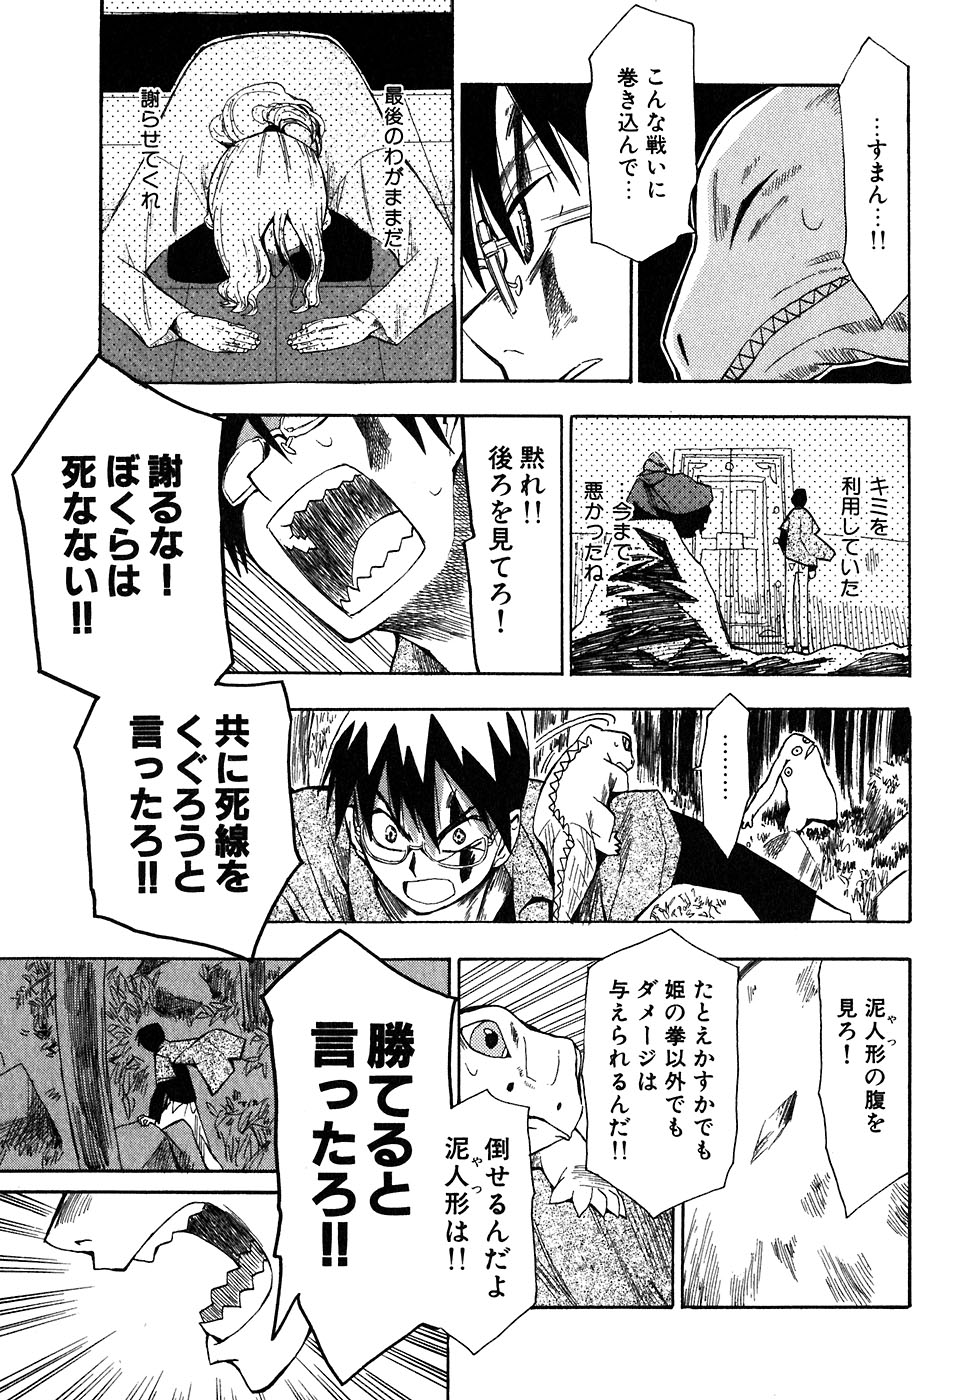 …すまん…!!
こんな戦いに
巻き込んで…
最後のわがままだ
謝らせてくれ
キミを
利用していた
今まで
悪かったね
黙れ!!
後ろを見てろ！
謝るな！
ぼくらは
死なない!!
共に死線を
くぐろうと
言ったろ!!
………
泥人形の腹を
やっ
見ろ！
たとえかすかでも
姫の拳以外でも
ダメージは
与えられるんだ!!
倒せるんだよ
泥人形は!!
やっ
勝てると
言ったろ!!